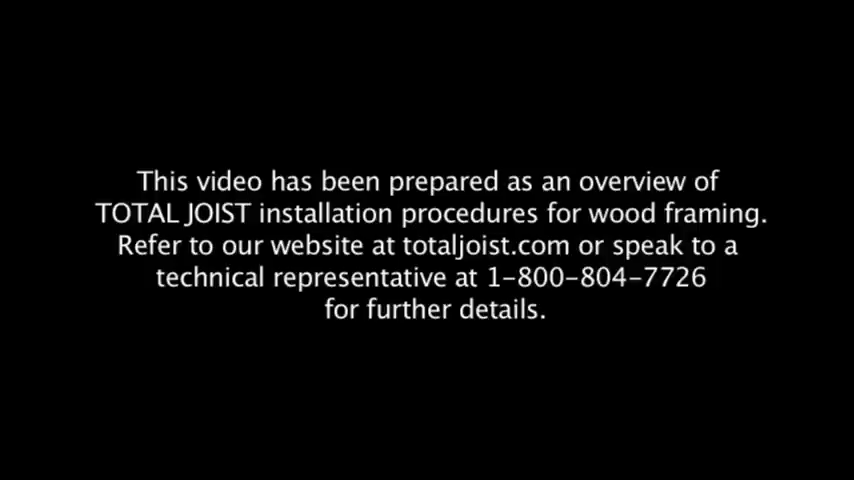 This video has been prepared as an overview of
TOTAL JOIST installation procedures for wood framing.
Refer to our website at totaljoist.com or speak to a
technical representative at 1-800-804-7726
for further details.